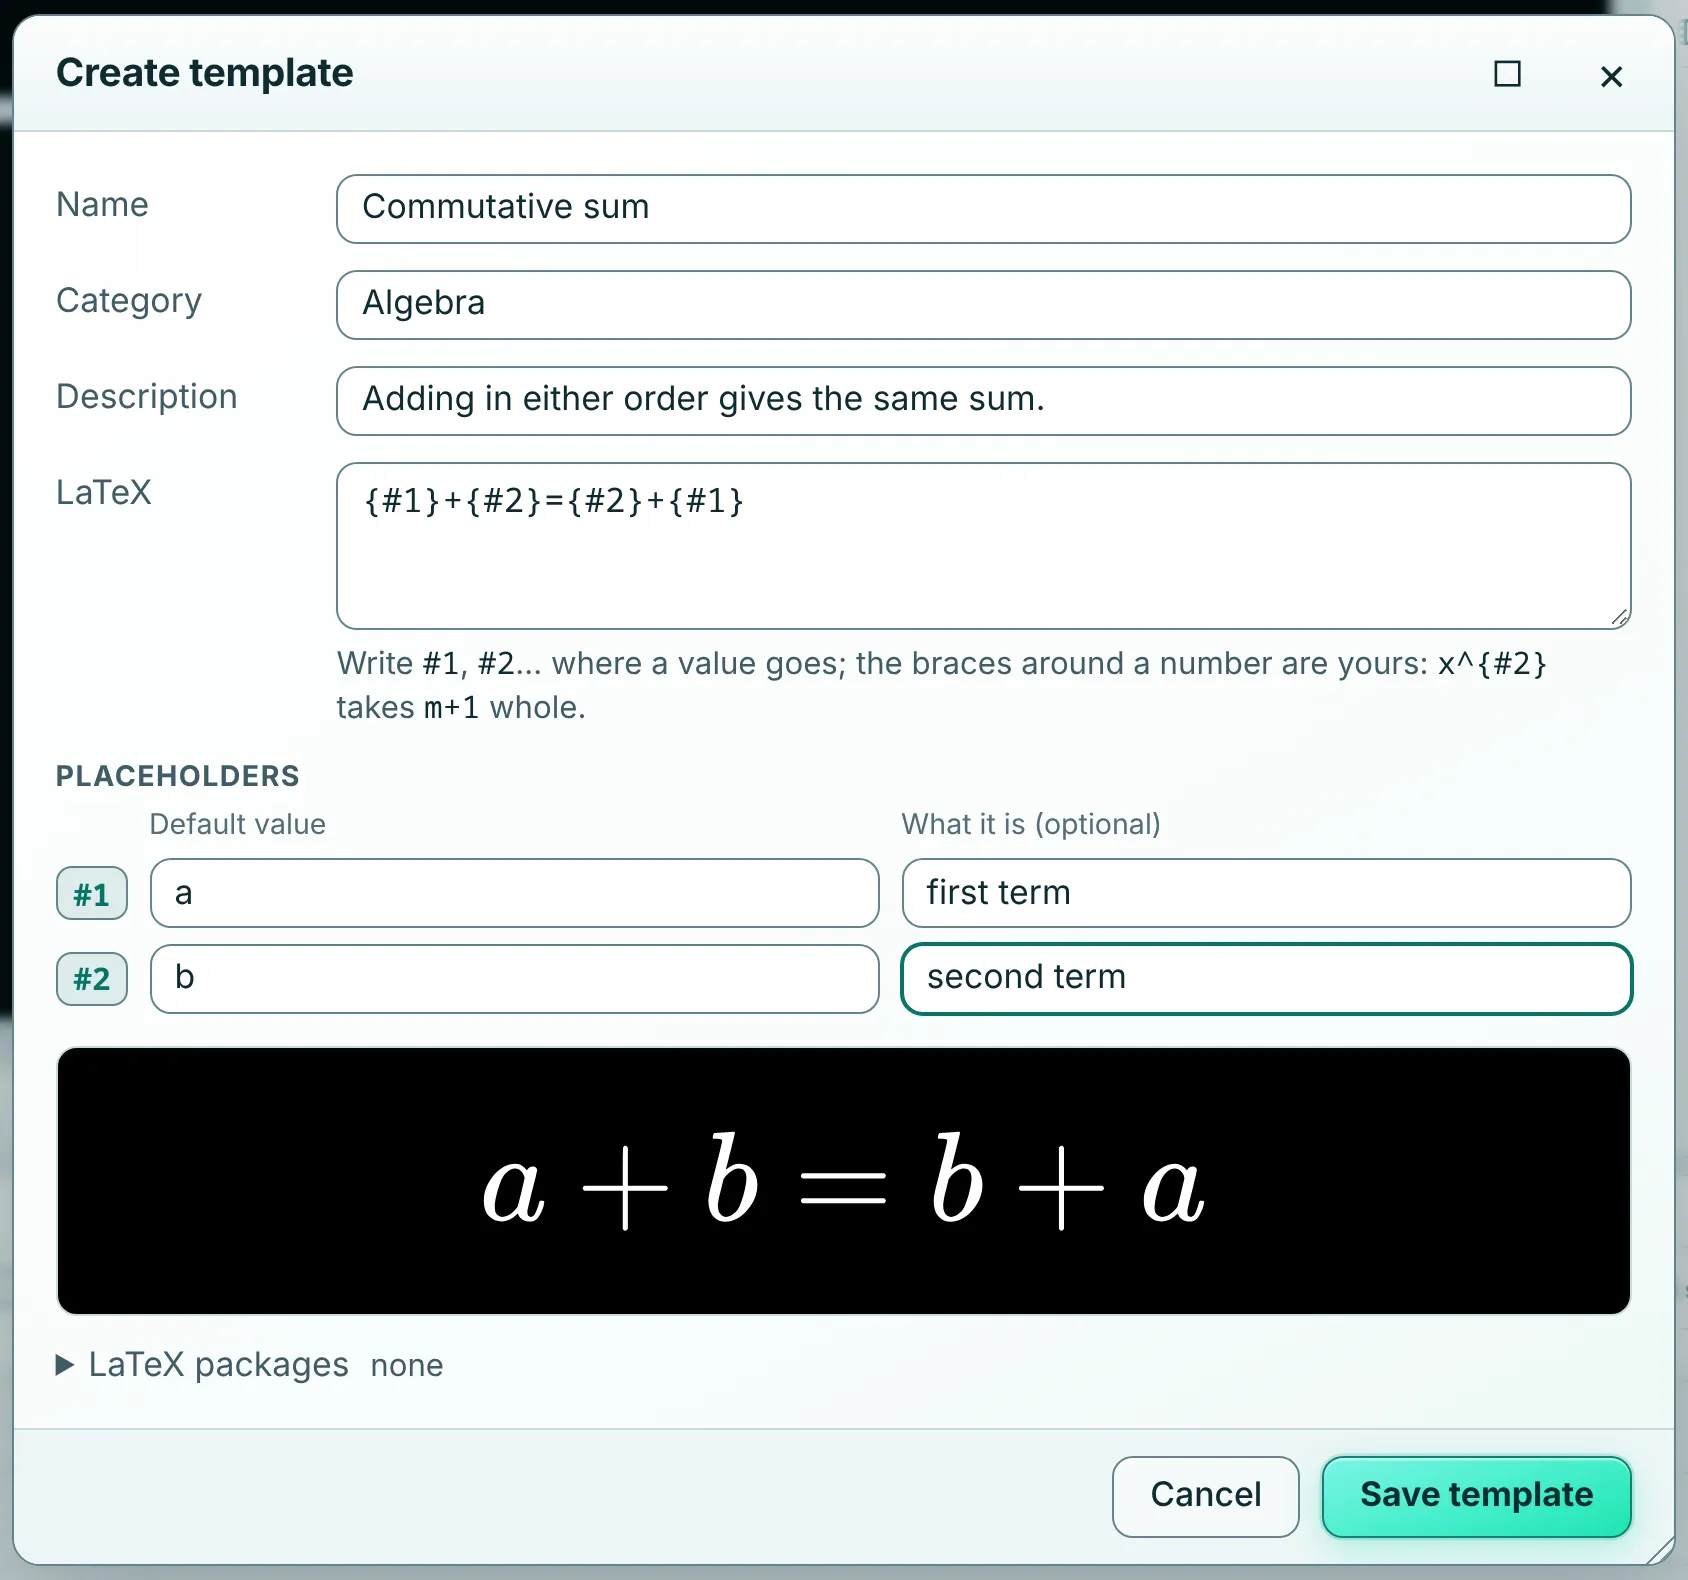 Create template
Name
Commutative sum
Category
Algebra
Description
Adding in either order gives the same sum.
LaTeX
{#1}+{#2}={#2}+{#1}
Write #1, #2... where a value goes; the braces around a number are yours: x^{#2}
takes m+1 whole.
PLACEHOLDERS
Default value
What it is (optional)
#1
a
first term
#2
b
second term
a + b = b + a
LaTeX packages none
Cancel
Save template